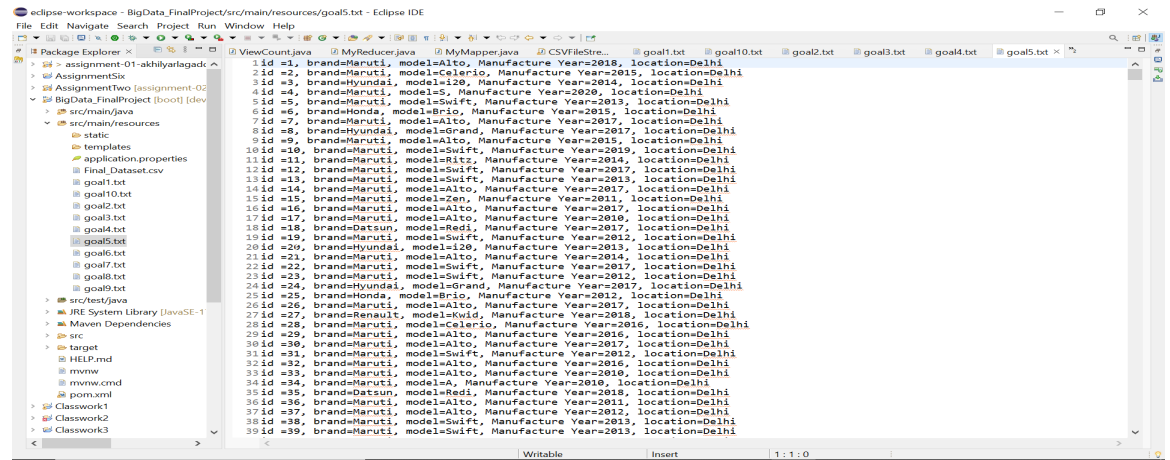 eclipse-workspace - BigData_FinalProject/src/main/resources/goal5.txt - Eclipse IDE
File Edit Navigate Search Project Run Window Help
Package Explorer
ViewCount.java MyReducer.java MyMapper.java CSVFileStre... goal1.txt goal10.txt goal2.txt goal3.txt goal4.txt goal5.txt
> assignment-01-akhilyarlagadc
AssignmentSix
AssignmentTwo [assignment-02
BigData_FinalProject [boot] [dev
src/main/java
src/main/resources
static
templates
application.properties
Final_Dataset.csv
goal1.txt
goal10.txt
goal2.txt
goal3.txt
goal4.txt
goal5.txt
goal6.txt
goal7.txt
goal8.txt
goal9.txt
src/test/java
JRE System Library [JavaSE-1
Maven Dependencies
src
target
HELP.md
mvnw
mvnw.cmd
pom.xml
Classwork1
Classwork2
Classwork3
1 id =1, brand=Maruti, model=Alto, Manufacture Year=2018, location=Delhi
2 id =2, brand=Maruti, model=Celerio, Manufacture Year=2015, location=Delhi
3 id =3, brand=Hyundai, model=i20, Manufacture Year=2014, location=Delhi
4 id =4, brand=Maruti, model=S, Manufacture Year=2020, location=Delhi
5 id =5, brand=Maruti, model=Swift, Manufacture Year=2013, location=Delhi
6 id =6, brand=Honda, model=Brio, Manufacture Year=2015, location=Delhi
7 id =7, brand=Maruti, model=Alto, Manufacture Year=2017, location=Delhi
8 id =8, brand=Hyundai, model=Grand, Manufacture Year=2017, location=Delhi
9 id =9, brand=Maruti, model=Alto, Manufacture Year=2015, location=Delhi
10 id =10, brand=Maruti, model=Swift, Manufacture Year=2019, location=Delhi
11 id =11, brand=Maruti, model=Ritz, Manufacture Year=2014, location=Delhi
12 id =12, brand=Maruti, model=Swift, Manufacture Year=2017, location=Delhi
13 id =13, brand=Maruti, model=Swift, Manufacture Year=2013, location=Delhi
14 id =14, brand=Maruti, model=Alto, Manufacture Year=2017, location=Delhi
15 id =15, brand=Maruti, model=Zen, Manufacture Year=2011, location=Delhi
16 id =16, brand=Maruti, model=Alto, Manufacture Year=2017, location=Delhi
17 id =17, brand=Maruti, model=Alto, Manufacture Year=2010, location=Delhi
18 id =18, brand=Datsun, model=Redi, Manufacture Year=2017, location=Delhi
19 id =19, brand=Maruti, model=Swift, Manufacture Year=2012, location=Delhi
20 id =20, brand=Hyundai, model=i20, Manufacture Year=2013, location=Delhi
21 id =21, brand=Maruti, model=Alto, Manufacture Year=2014, location=Delhi
22 id =22, brand=Maruti, model=Swift, Manufacture Year=2017, location=Delhi
23 id =23, brand=Maruti, model=Swift, Manufacture Year=2012, location=Delhi
24 id =24, brand=Hyundai, model=Grand, Manufacture Year=2017, location=Delhi
25 id =25, brand=Honda, model=Brio, Manufacture Year=2012, location=Delhi
26 id =26, brand=Maruti, model=Alto, Manufacture Year=2017, location=Delhi
27 id =27, brand=Renault, model=Kwid, Manufacture Year=2018, location=Delhi
28 id =28, brand=Maruti, model=Celerio, Manufacture Year=2016, location=Delhi
29 id =29, brand=Maruti, model=Alto, Manufacture Year=2016, location=Delhi
30 id =30, brand=Maruti, model=Alto, Manufacture Year=2017, location=Delhi
31 id =31, brand=Maruti, model=Swift, Manufacture Year=2012, location=Delhi
32 id =32, brand=Maruti, model=Alto, Manufacture Year=2016, location=Delhi
33 id =33, brand=Maruti, model=Alto, Manufacture Year=2010, location=Delhi
34 id =34, brand=Maruti, model=A, Manufacture Year=2010, location=Delhi
35 id =35, brand=Datsun, model=Redi, Manufacture Year=2018, location=Delhi
36 id =36, brand=Maruti, model=Alto, Manufacture Year=2011, location=Delhi
37 id =37, brand=Maruti, model=Alto, Manufacture Year=2012, location=Delhi
38 id =38, brand=Maruti, model=Swift, Manufacture Year=2013, location=Delhi
39 id =39, brand=Maruti, model=Swift, Manufacture Year=2013, location=Delhi
Writable Insert 1 : 1 : 0